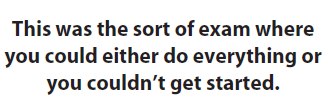 This was the sort of exam where
you could either do everything or
you couldn’t get started.